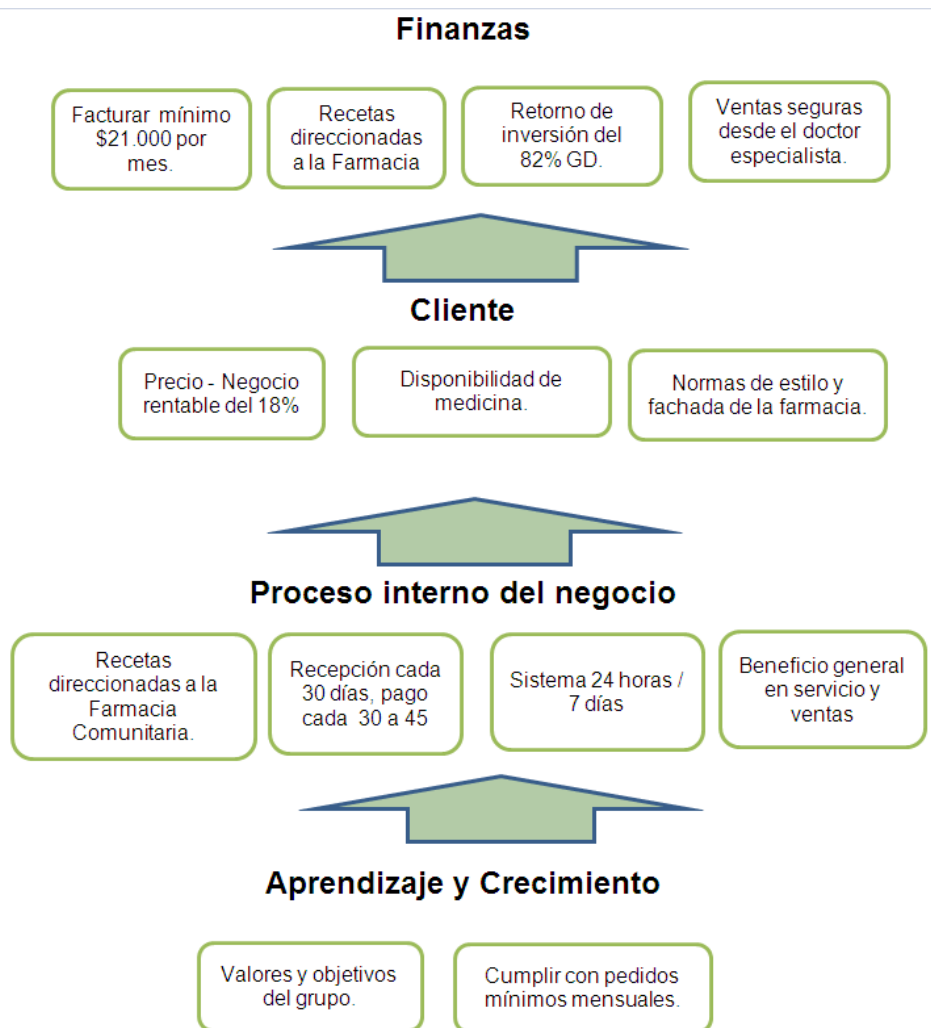 Finanzas
Facturar mínimo
$21.000 por
mes.
Recetas
direccionadas
a la Farmacia
Retorno de
inversión del
82% GD.
Ventas seguras
desde el doctor
especialista.
Cliente
Precio - Negocio
rentable del 18%
Disponibilidad de
medicina.
Normas de estilo y
fachada de la farmacia.
Proceso interno del negocio
Recetas
direccionadas a la
Farmacia
Comunitaria.
Recepción cada
30 días, pago
cada 30 a 45
Sistema 24 horas /
7 días
Beneficio general
en servicio y
ventas
Aprendizaje y Crecimiento
Valores y objetivos
del grupo.
Cumplir con pedidos
mínimos mensuales.